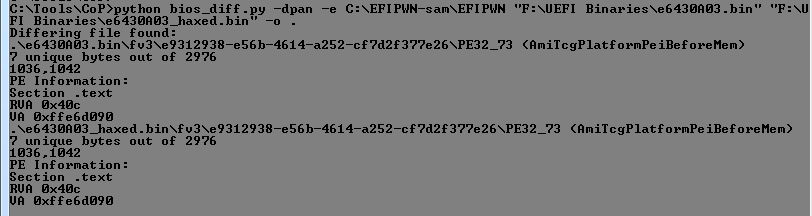 C:\Tools\CoP>python bios_diff.py -dpan -e C:\EFIPWN-sam\EFIPWN "F:\UEFI Binaries\e6430A03.bin" "F:\U
EFI Binaries\e6430A03_haxed.bin" -o .
Differing file found:
.\e6430A03.bin\fv3\e9312938-e56b-4614-a252-cf7d2f377e26\PE32_73 (AmiTcgPlatformPeiBeforeMem)
7 unique bytes out of 2976
1036,1042
PE Information:
Section .text
RVA 0x40c
VA 0xffe6d090
.\e6430A03_haxed.bin\fv3\e9312938-e56b-4614-a252-cf7d2f377e26\PE32_73 (AmiTcgPlatformPeiBeforeMem)
7 unique bytes out of 2976
1036,1042
PE Information:
Section .text
RVA 0x40c
VA 0xffe6d090